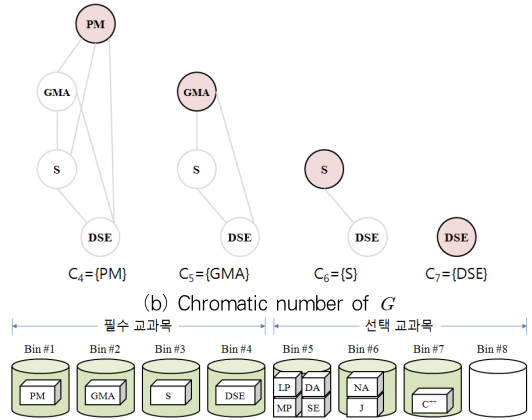 PM
GMA
GMA
S
S
S
DSE
DSE
DSE
DSE
C₄={PM}
C₅={GMA}
C₆={S}
C₇={DSE}
(b) Chromatic number of G
필수 교과목
선택 교과목
Bin #1
Bin #2
Bin #3
Bin #4
Bin #5
Bin #6
Bin #7
Bin #8
PM
GMA
S
DSE
LP
DA
MP
SE
NA
J
C⁺⁺